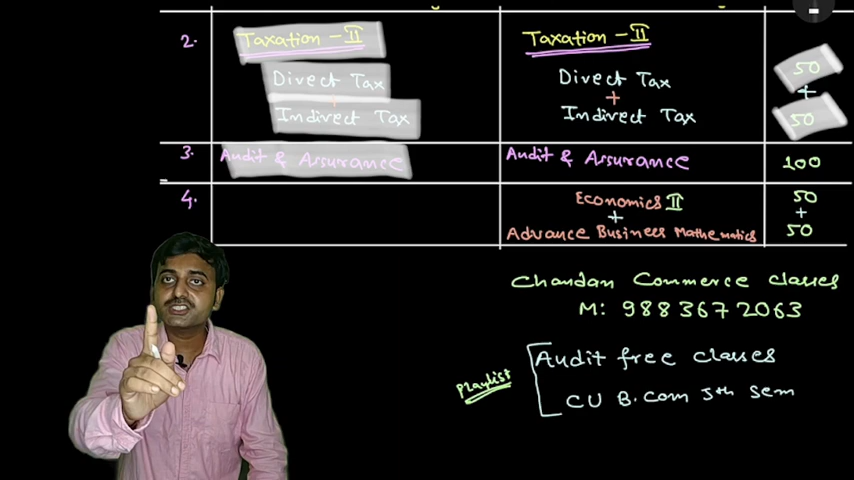 2. Taxation - II Taxation - II
Direct Tax Direct Tax 50
+ + +
Indirect Tax Indirect Tax 50
3. Audit & Assurance Audit & Assurance 100
4. Economics II 50
+ +
Advance Business Mathematics 50
Chandan Commerce classes
M: 9883672063
Playlist Audit free classes
CU B.Com 5th Sem